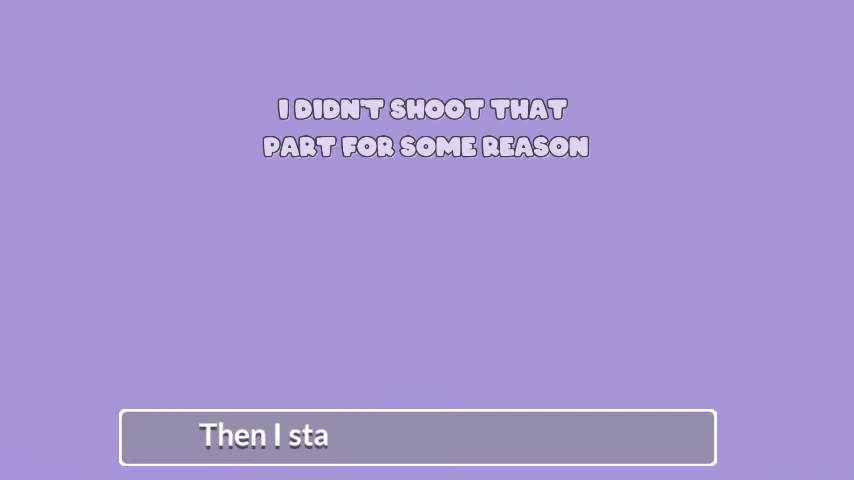 I DIDN'T SHOOT THAT
PART FOR SOME REASON
Then I sta